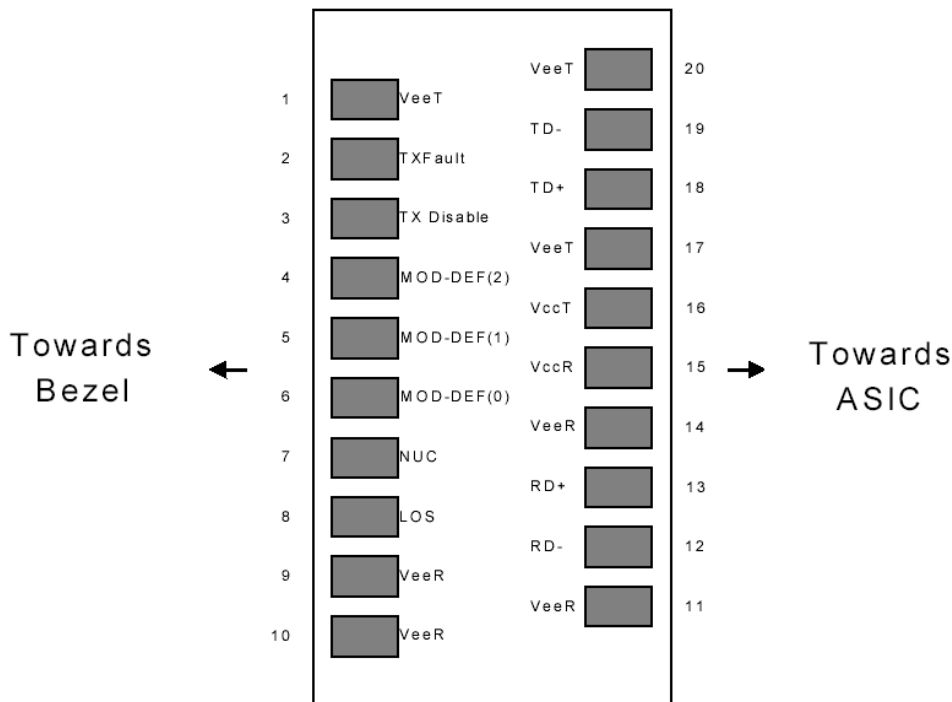 VeeT 20
1 VeeT
TD- 19
2 TXFault
TD+ 18
3 TX Disable
VeeT 17
4 MOD-DEF(2)
VccT 16
5 MOD-DEF(1)
Towards
Bezel
VccR 15
Towards
ASIC
6 MOD-DEF(0)
VeeR 14
7 NUC
RD+ 13
8 LOS
RD- 12
9 VeeR
VeeR 11
10 VeeR